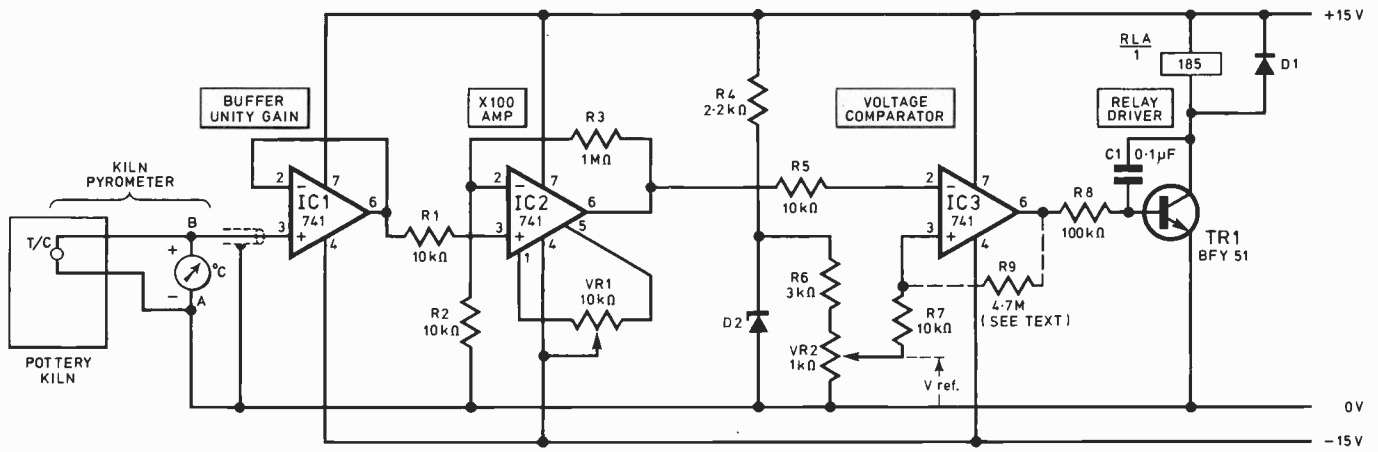 +15V
RLA
1
185
D1
BUFFER
UNITY GAIN
X100
AMP
R4
2·2kΩ
VOLTAGE
COMPARATOR
RELAY
DRIVER
R3
1MΩ
C1 0·1µF
KILN
PYROMETER
2
−
7
IC1
741
6
3
+
4
2
−
7
IC2
741
6
5
3
+
4
1
R5
10kΩ
2
−
7
IC3
741
6
3
+
4
R8
100kΩ
TR1
BFY 51
T/C
B
+
°C
−
A
R1
10kΩ
R2
10kΩ
VR1
10kΩ
D2
R6
3kΩ
VR2
1kΩ
R7
10kΩ
R9
4·7M
(SEE TEXT)
V ref.
POTTERY
KILN
0V
−15V